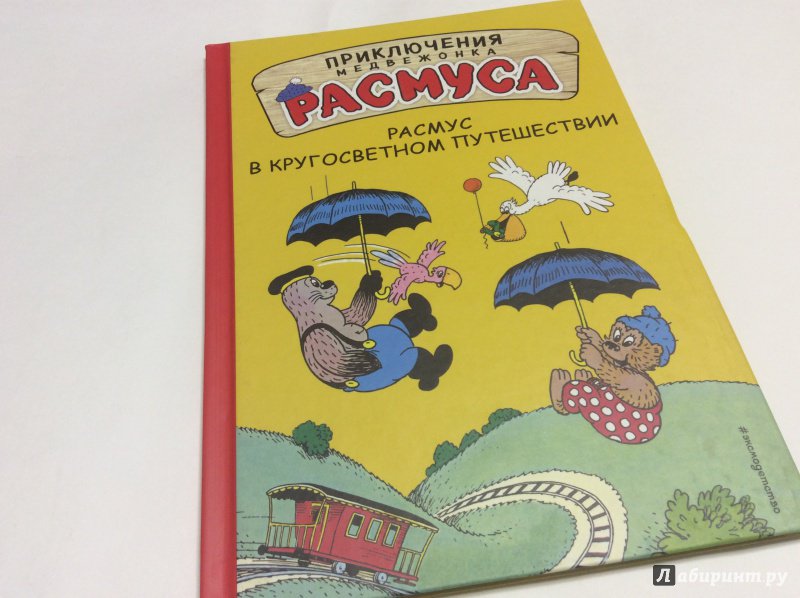 ПРИКЛЮЧЕНИЯ
МЕДВЕЖОНКА
РАСМУСА
РАСМУС
В КРУГОСВЕТНОМ ПУТЕШЕСТВИИ
#эксмодетство
Лабиринт.ру